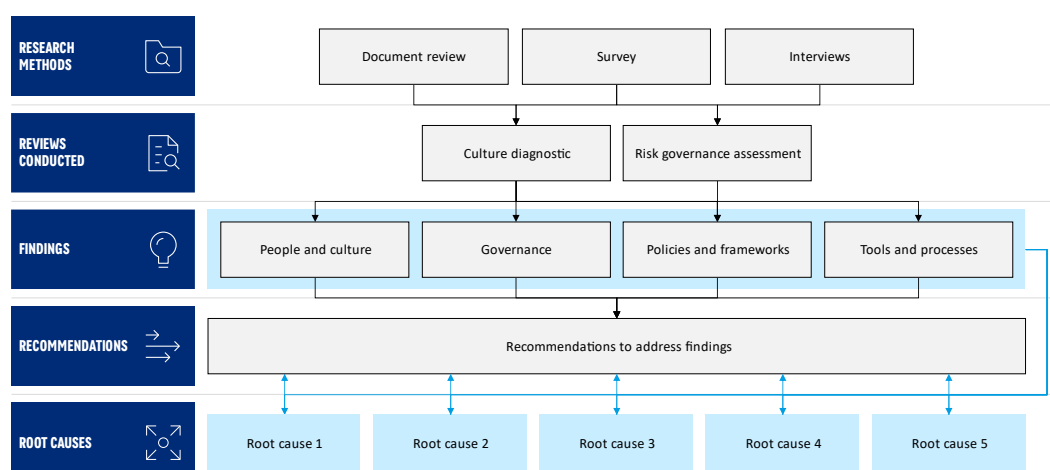 RESEARCH
METHODS
Document review
Survey
Interviews
REVIEWS
CONDUCTED
Culture diagnostic
Risk governance assessment
FINDINGS
People and culture
Governance
Policies and frameworks
Tools and processes
RECOMMENDATIONS
Recommendations to address findings
ROOT CAUSES
Root cause 1
Root cause 2
Root cause 3
Root cause 4
Root cause 5